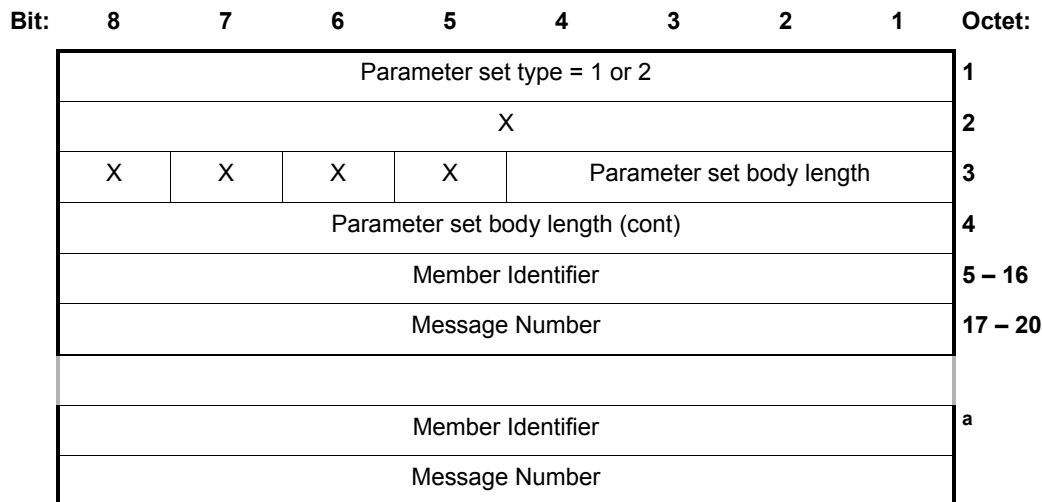 Bit: 8 7 6 5 4 3 2 1 Octet:
Parameter set type = 1 or 2 1
X 2
X X X X Parameter set body length 3
Parameter set body length (cont) 4
Member Identifier 5 – 16
Message Number 17 – 20
Member Identifier a
Message Number